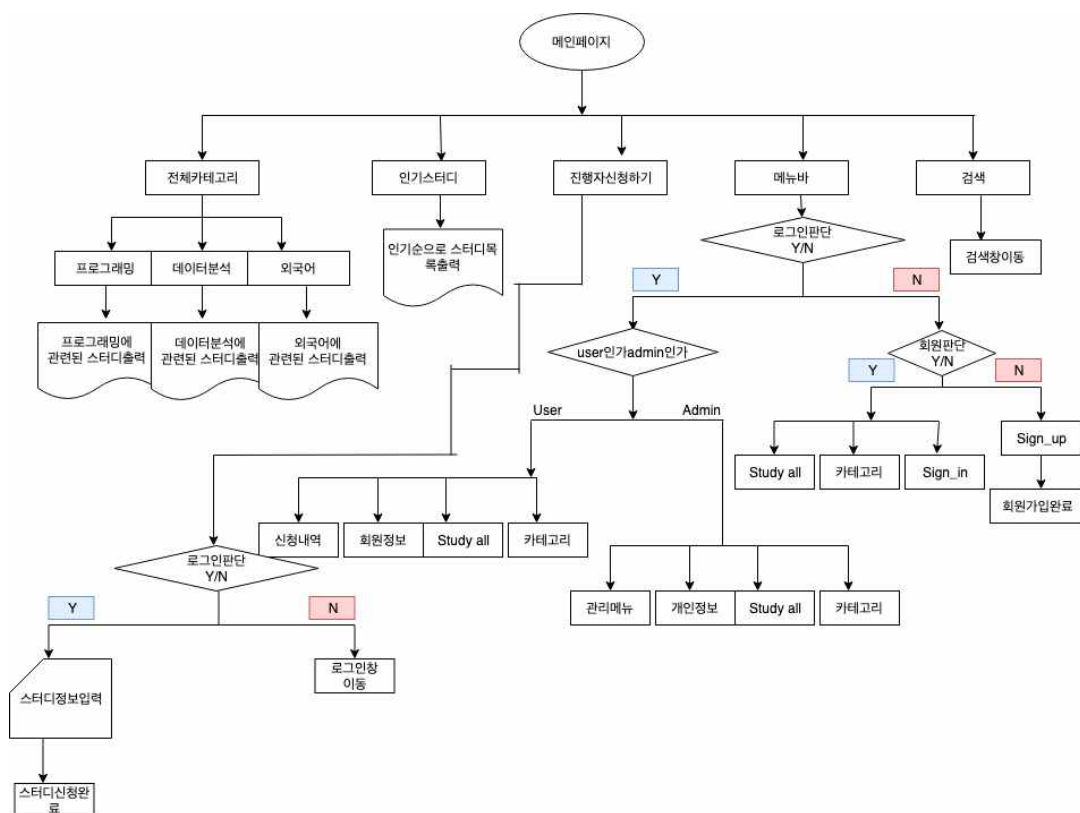 메인페이지
전체카테고리
인기스터디
진행자신청하기
메뉴바
검색
프로그래밍
데이터분석
외국어
인기순으로 스터디목
록출력
로그인판단
Y/N
검색창이동
Y
N
프로그래밍에
관련된 스터디출력
데이터분석에
관련된 스터디출력
외국어에
관련된 스터디출력
user인가admin인가
회원판단
Y/N
Y
N
User
Admin
Study all
카테고리
Sign_in
Sign_up
회원가입완료
신청내역
회원정보
Study all
카테고리
로그인판단
Y/N
관리메뉴
개인정보
Study all
카테고리
Y
N
스터디정보입력
로그인창
이동
스터디신청완
료